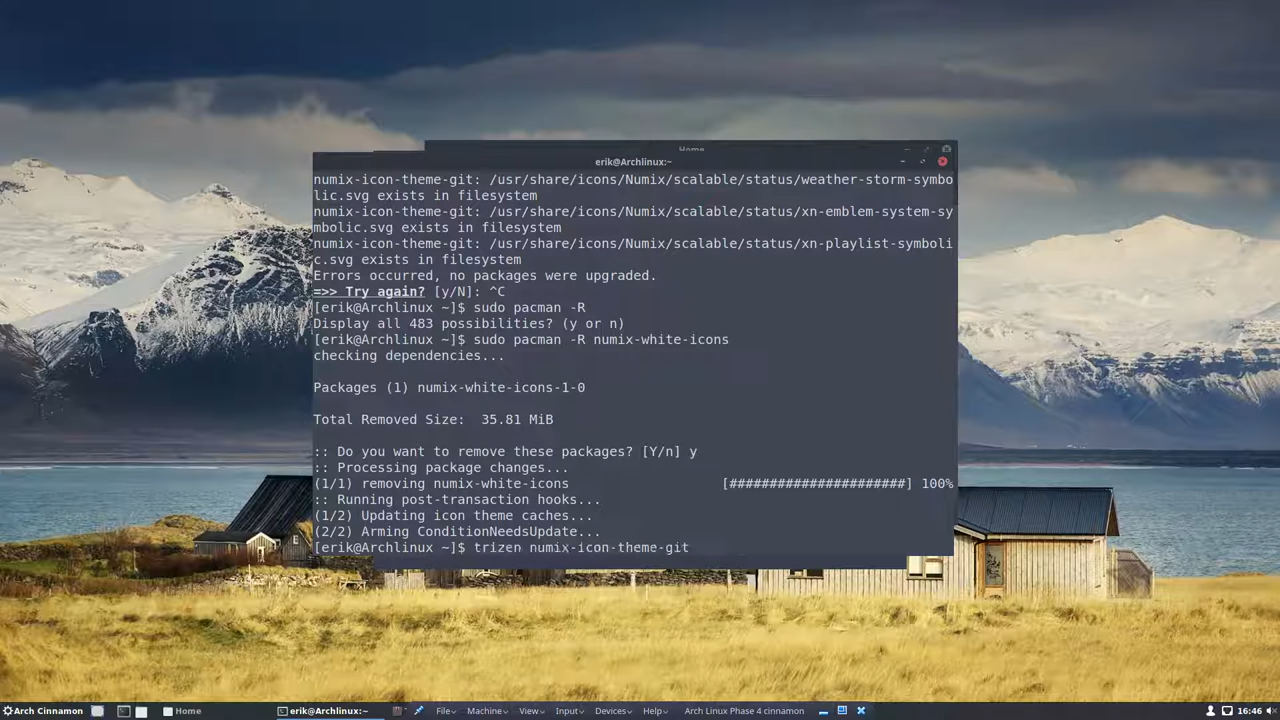 Home
erik@Archlinux:~
numix-icon-theme-git: /usr/share/icons/Numix/scalable/status/weather-storm-symbo
lic.svg exists in filesystem
numix-icon-theme-git: /usr/share/icons/Numix/scalable/status/xn-emblem-system-sy
mbolic.svg exists in filesystem
numix-icon-theme-git: /usr/share/icons/Numix/scalable/status/xn-playlist-symboli
c.svg exists in filesystem
Errors occurred, no packages were upgraded.
=>> Try again? [y/N]: ^C
[erik@Archlinux ~]$ sudo pacman -R
Display all 483 possibilities? (y or n)
[erik@Archlinux ~]$ sudo pacman -R numix-white-icons
checking dependencies...
Packages (1) numix-white-icons-1-0
Total Removed Size:  35.81 MiB
:: Do you want to remove these packages? [Y/n] y
:: Processing package changes...
(1/1) removing numix-white-icons [######################] 100%
:: Running post-transaction hooks...
(1/2) Updating icon theme caches...
(2/2) Arming ConditionNeedsUpdate...
[erik@Archlinux ~]$ trizen numix-icon-theme-git
Arch Cinnamon Home erik@Archlinux:~ File Machine View Input Devices Help Arch Linux Phase 4 cinnamon 16:46